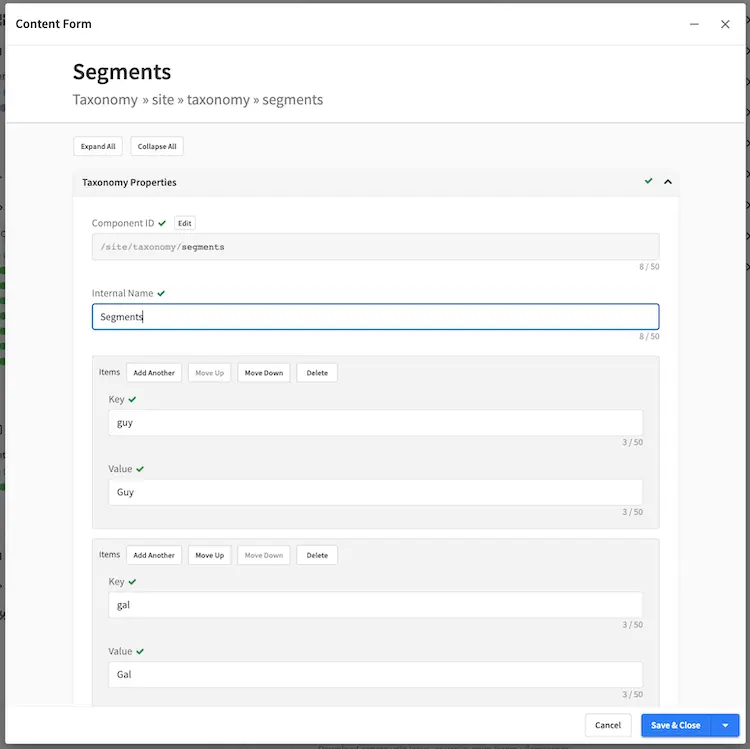 Content Form
Segments
Taxonomy » site » taxonomy » segments
Expand All Collapse All
Taxonomy Properties
Component ID Edit
/site/taxonomy/segments
8 / 50
Internal Name
Segments
8 / 50
Items Add Another Move Up Move Down Delete
Key
guy
3 / 50
Value
Guy
3 / 50
Items Add Another Move Up Move Down Delete
Key
gal
3 / 50
Value
Gal
3 / 50
Cancel Save & Close